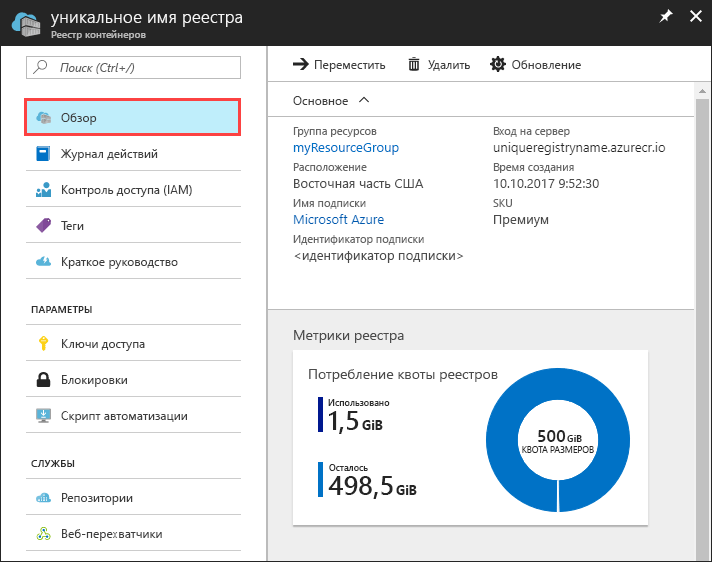 уникальное имя реестра
Реестр контейнеров
Поиск (Ctrl+/)
Обзор
Журнал действий
Контроль доступа (IAM)
Теги
Краткое руководство
ПАРАМЕТРЫ
Ключи доступа
Блокировки
Скрипт автоматизации
СЛУЖБЫ
Репозитории
Веб-перехватчики
Переместить
Удалить
Обновление
Основное
Группа ресурсов
myResourceGroup
Расположение
Восточная часть США
Имя подписки
Microsoft Azure
Идентификатор подписки
<идентификатор подписки>
Вход на сервер
uniqueregistryname.azurecr.io
Время создания
10.10.2017 9:52:30
SKU
Премиум
Метрики реестра
Потребление квоты реестров
Использовано
1,5 GiB
Осталось
498,5 GiB
500 GiB
КВОТА РАЗМЕРОВ